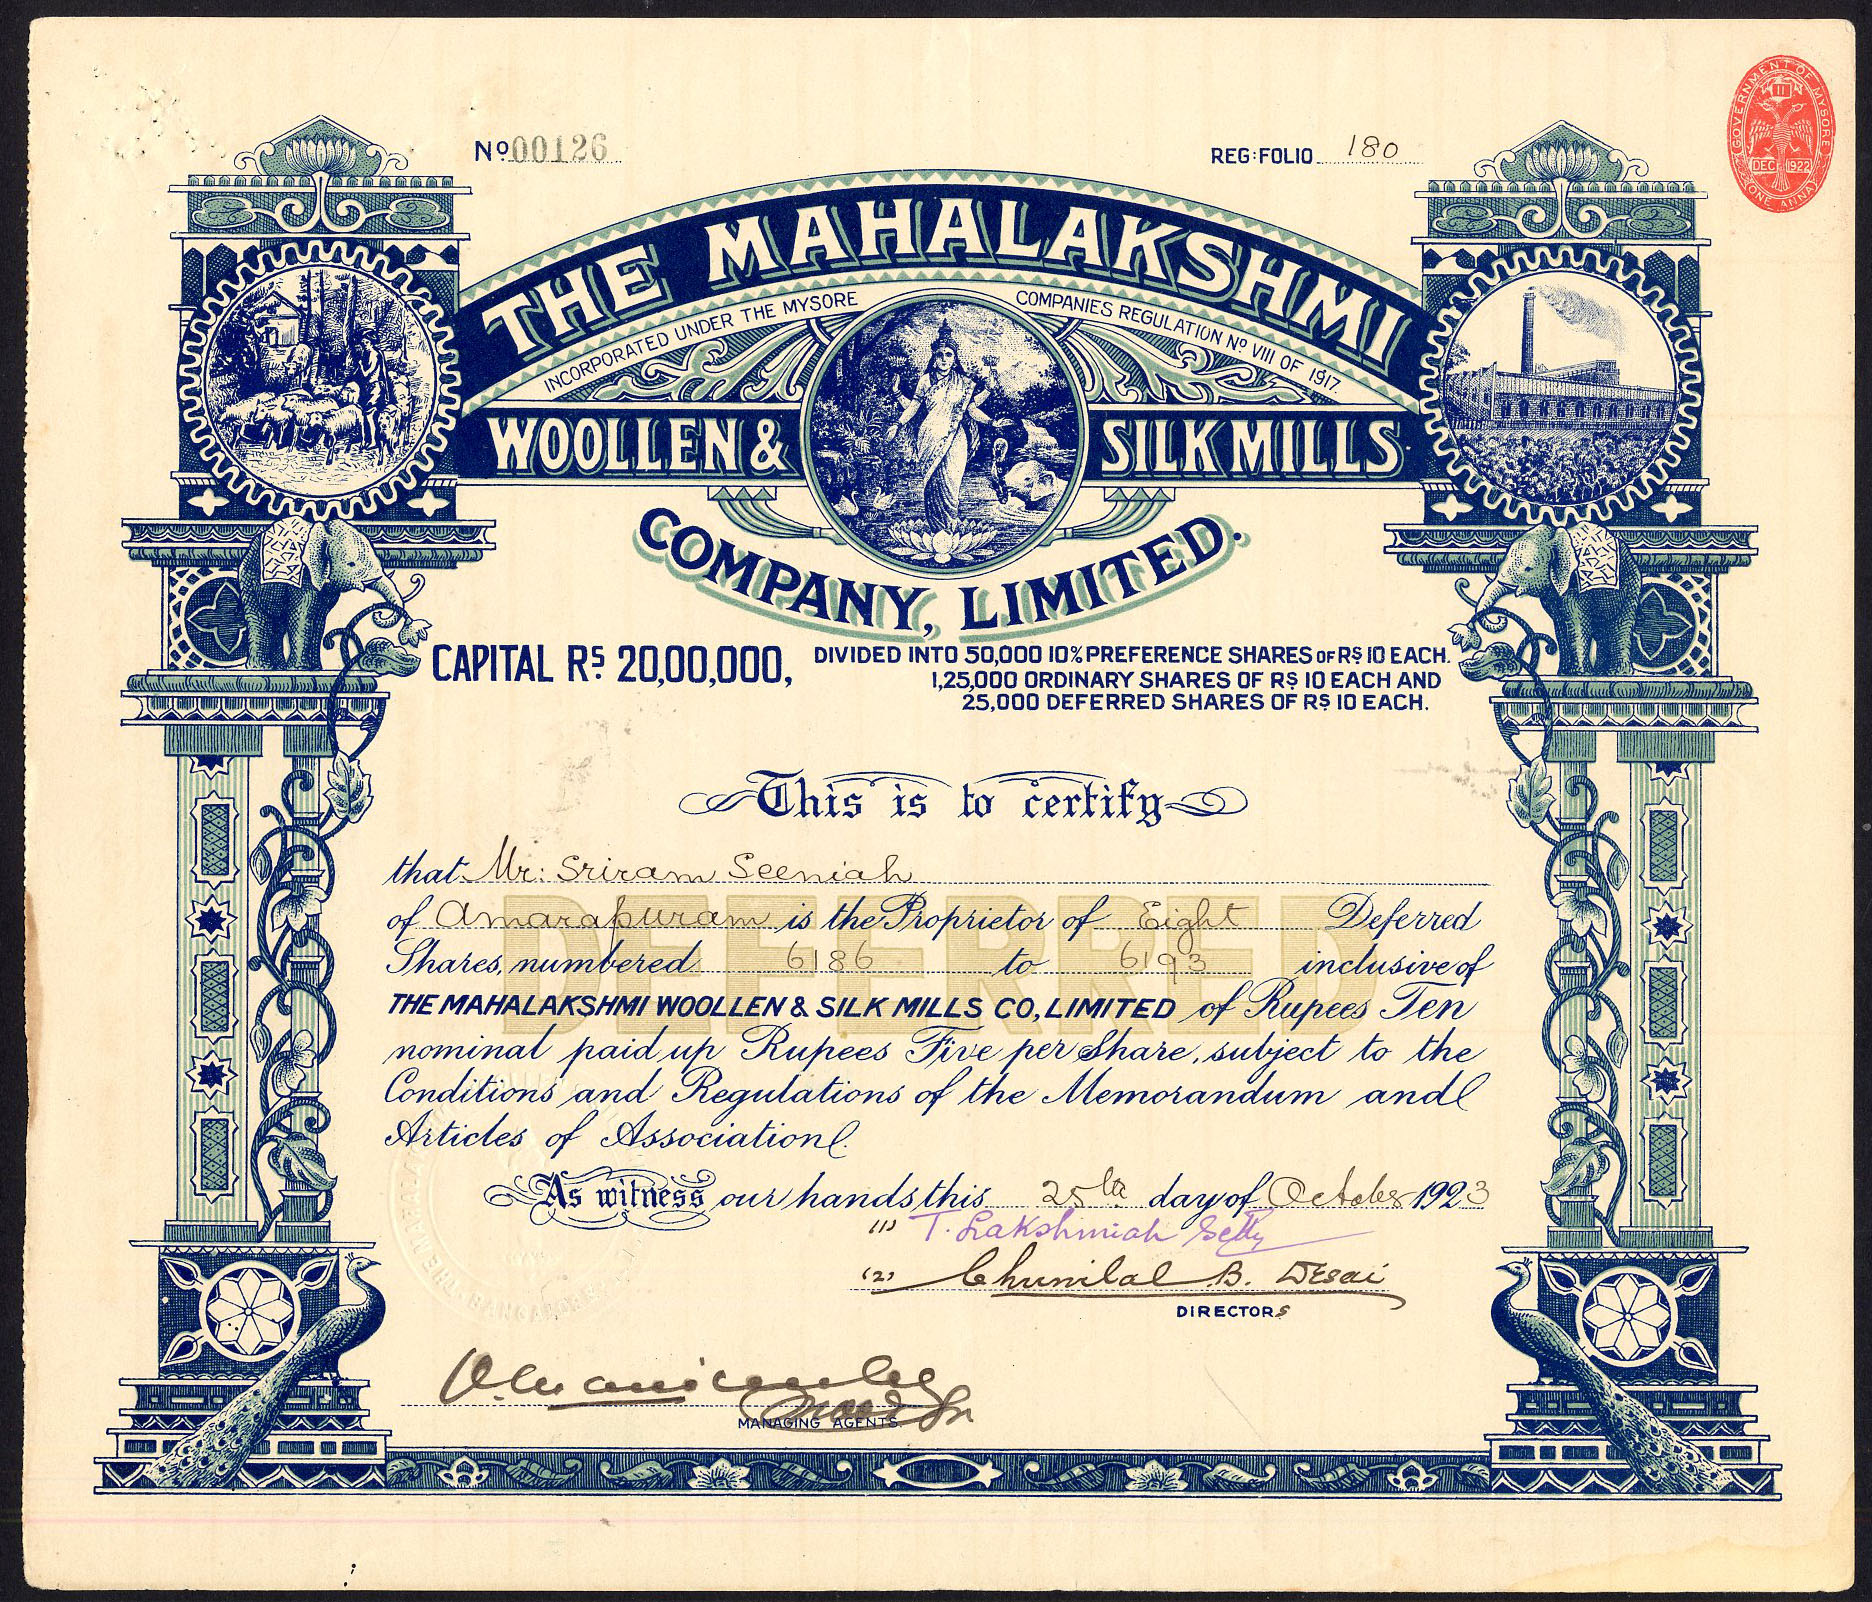 Nº 00126
REG:FOLIO 180
GOVERNMENT OF MYSORE
II
DEC 1922
ONE ANNA
THE MAHALAKSHMI
INCORPORATED UNDER THE MYSORE COMPANIES REGULATION Nº VIII OF 1917.
WOOLLEN & SILK MILLS
COMPANY, LIMITED.
CAPITAL RS 20,00,000,
DIVIDED INTO 50,000 10% PREFERENCE SHARES OF RS 10 EACH.
1,25,000 ORDINARY SHARES OF RS 10 EACH AND
25,000 DEFERRED SHARES OF RS 10 EACH.
This is to certify
that Mr: Sriram Seeniah
of Amarapuram is the Proprietor of Eight Deferred
DEFERRED
Shares, numbered 6186 to 6193 inclusive of
THE MAHALAKSHMI WOOLLEN & SILK MILLS CO, LIMITED of Rupees Ten
nominal paid up Rupees Five per Share, subject to the
Conditions and Regulations of the Memorandum and
Articles of Association.
As witness our hands this 25th day of October 1923
(1) T. Lakshmiah Setty
(2) Chunilal B. Desai
DIRECTORS
MANAGING AGENTS